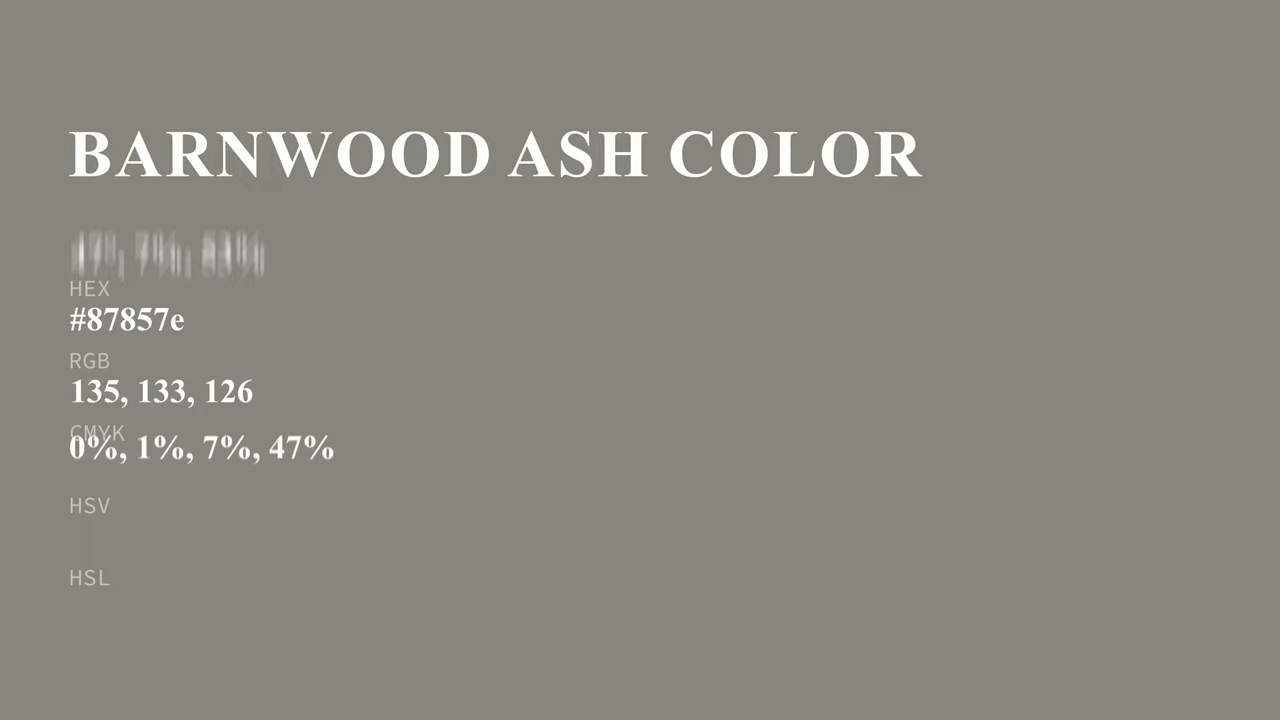 BARNWOOD ASH COLOR
HEX
#87857e
RGB
135, 133, 126
CMYK
0%, 1%, 7%, 47%
HSV
HSL